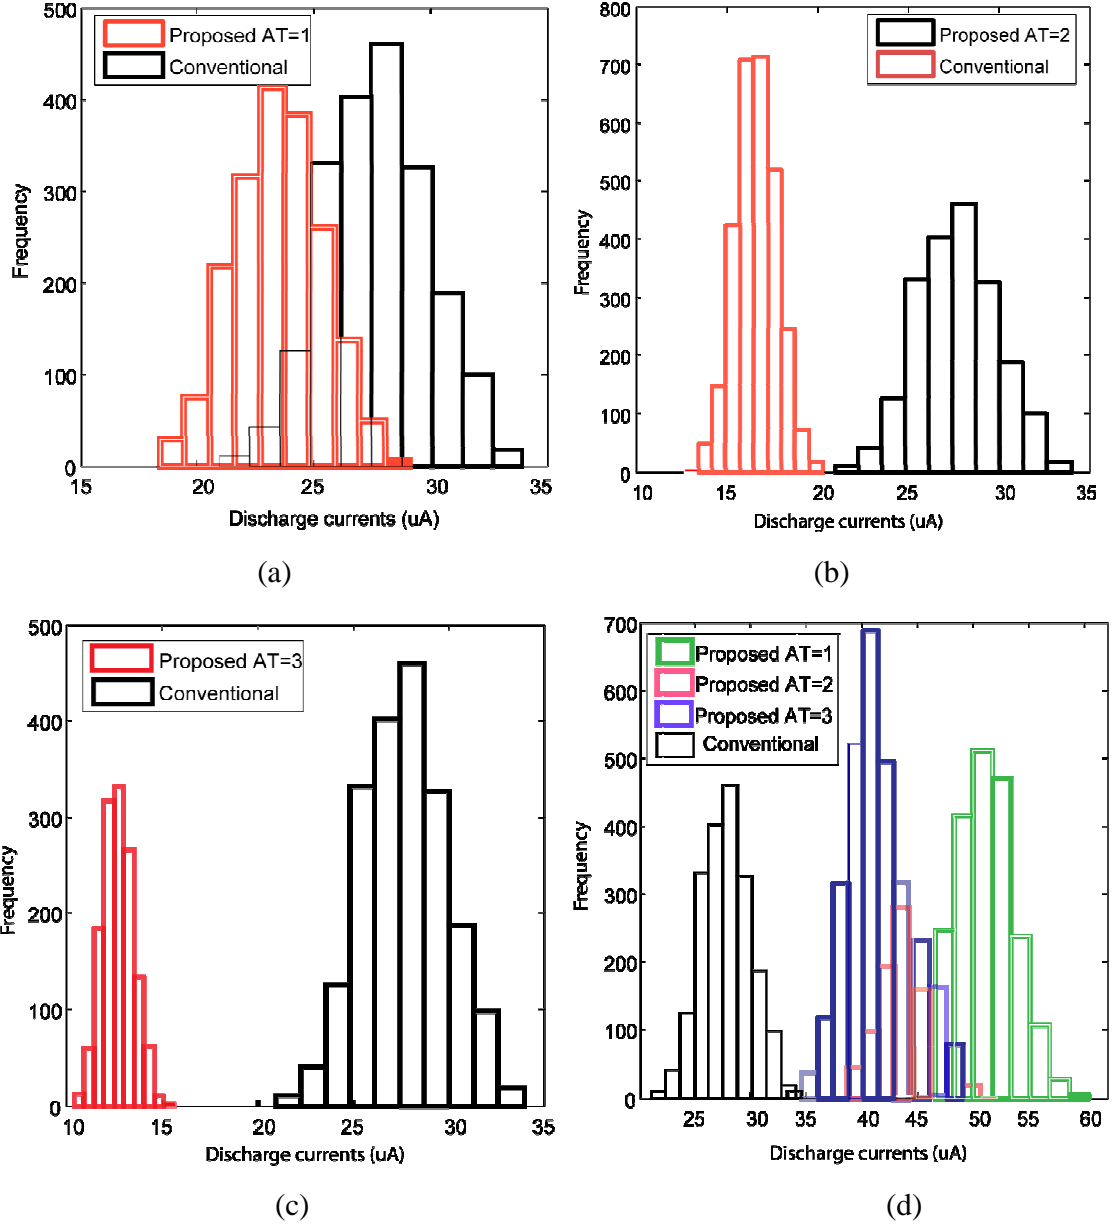 500
400
300
200
100
0
Frequency
Proposed AT=1
Conventional
15 20 25 30 35
Discharge currents (uA)
(a)
800
700
600
500
400
300
200
100
0
Frequency
Proposed AT=2
Conventional
10 15 20 25 30 35
Discharge currents (uA)
(b)
500
400
300
200
100
0
Frequency
Proposed AT=3
Conventional
10 15 20 25 30 35
Discharge currents (uA)
(c)
700
600
500
400
300
200
100
0
Frequency
Proposed AT=1
Proposed AT=2
Proposed AT=3
Conventional
25 30 35 40 45 50 55 60
Discharge currents (uA)
(d)